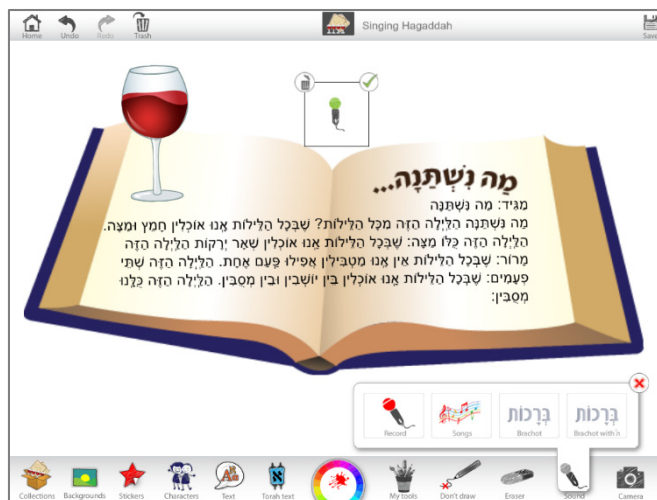 Home
Undo
Redo
Trash
Singing Hagaddah
Save
מַה נִשְׁתַּנָה...
מַגִיד: מַה נִּשְׁתַּנָּה
מַה נִּשְׁתַּנָּה הַלַּיְלָה הַזֶּה מִכָּל הַלֵּילוֹת? שֶׁבְּכָל הַלֵּילוֹת אָנוּ אוֹכְלִין חָמֵץ וּמַצָּה.
הַלַּיְלָה הַזֶּה כֻּלּוֹ מַצָּה: שֶׁבְּכָל הַלֵּילוֹת אָנוּ אוֹכְלִין שְׁאָר יְרָקוֹת הַלַּיְלָה הַזֶּה
מָרוֹר: שֶׁבְּכָל הַלֵּילוֹת אֵין אָנוּ מַטְבִּילִין אֲפִילוּ פַּעַם אַחַת. הַלַּיְלָה הַזֶּה שְׁתֵּי
פְעָמִים: שֶׁבְּכָל הַלֵּילוֹת אָנוּ אוֹכְלִין בֵּין יוֹשְׁבִין וּבֵין מְסֻבִּין. הַלַּיְלָה הַזֶּה כֻּלָּנוּ
מְסֻבִּין:
בְּרָכוֹת
בְּרָכוֹת
Record
Songs
Brachot
Brachot with ה
Collections
Backgrounds
Stickers
Characters
Text
Torah text
My tools
Don't draw
Eraser
Sound
Camera